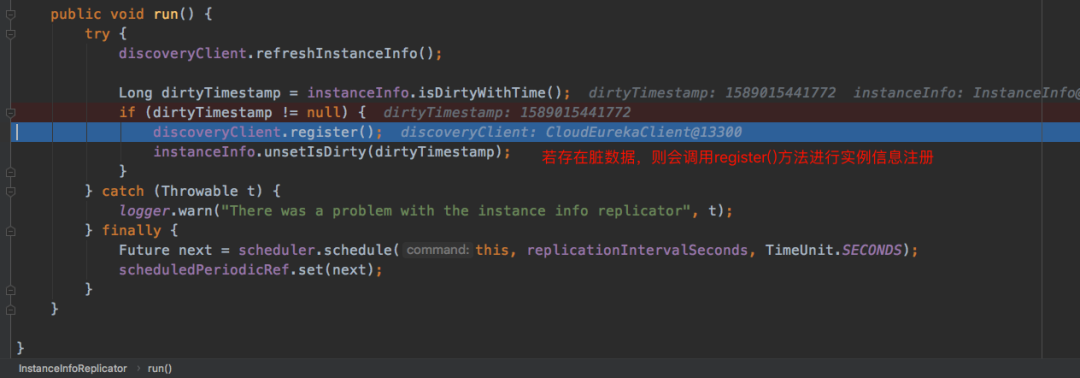 public void run() {
try {
discoveryClient.refreshInstanceInfo();
Long dirtyTimestamp = instanceInfo.isDirtyWithTime(); dirtyTimestamp: 1589015441772 instanceInfo: InstanceInfo@
if (dirtyTimestamp != null) { dirtyTimestamp: 1589015441772
discoveryClient.register(); discoveryClient: CloudEurekaClient@13300
instanceInfo.unsetIsDirty(dirtyTimestamp); 若存在脏数据，则会调用register()方法进行实例信息注册
}
} catch (Throwable t) {
logger.warn("There was a problem with the instance info replicator", t);
} finally {
Future next = scheduler.schedule( command: this, replicationIntervalSeconds, TimeUnit.SECONDS);
scheduledPeriodicRef.set(next);
}
}
}
InstanceInfoReplicator › run()